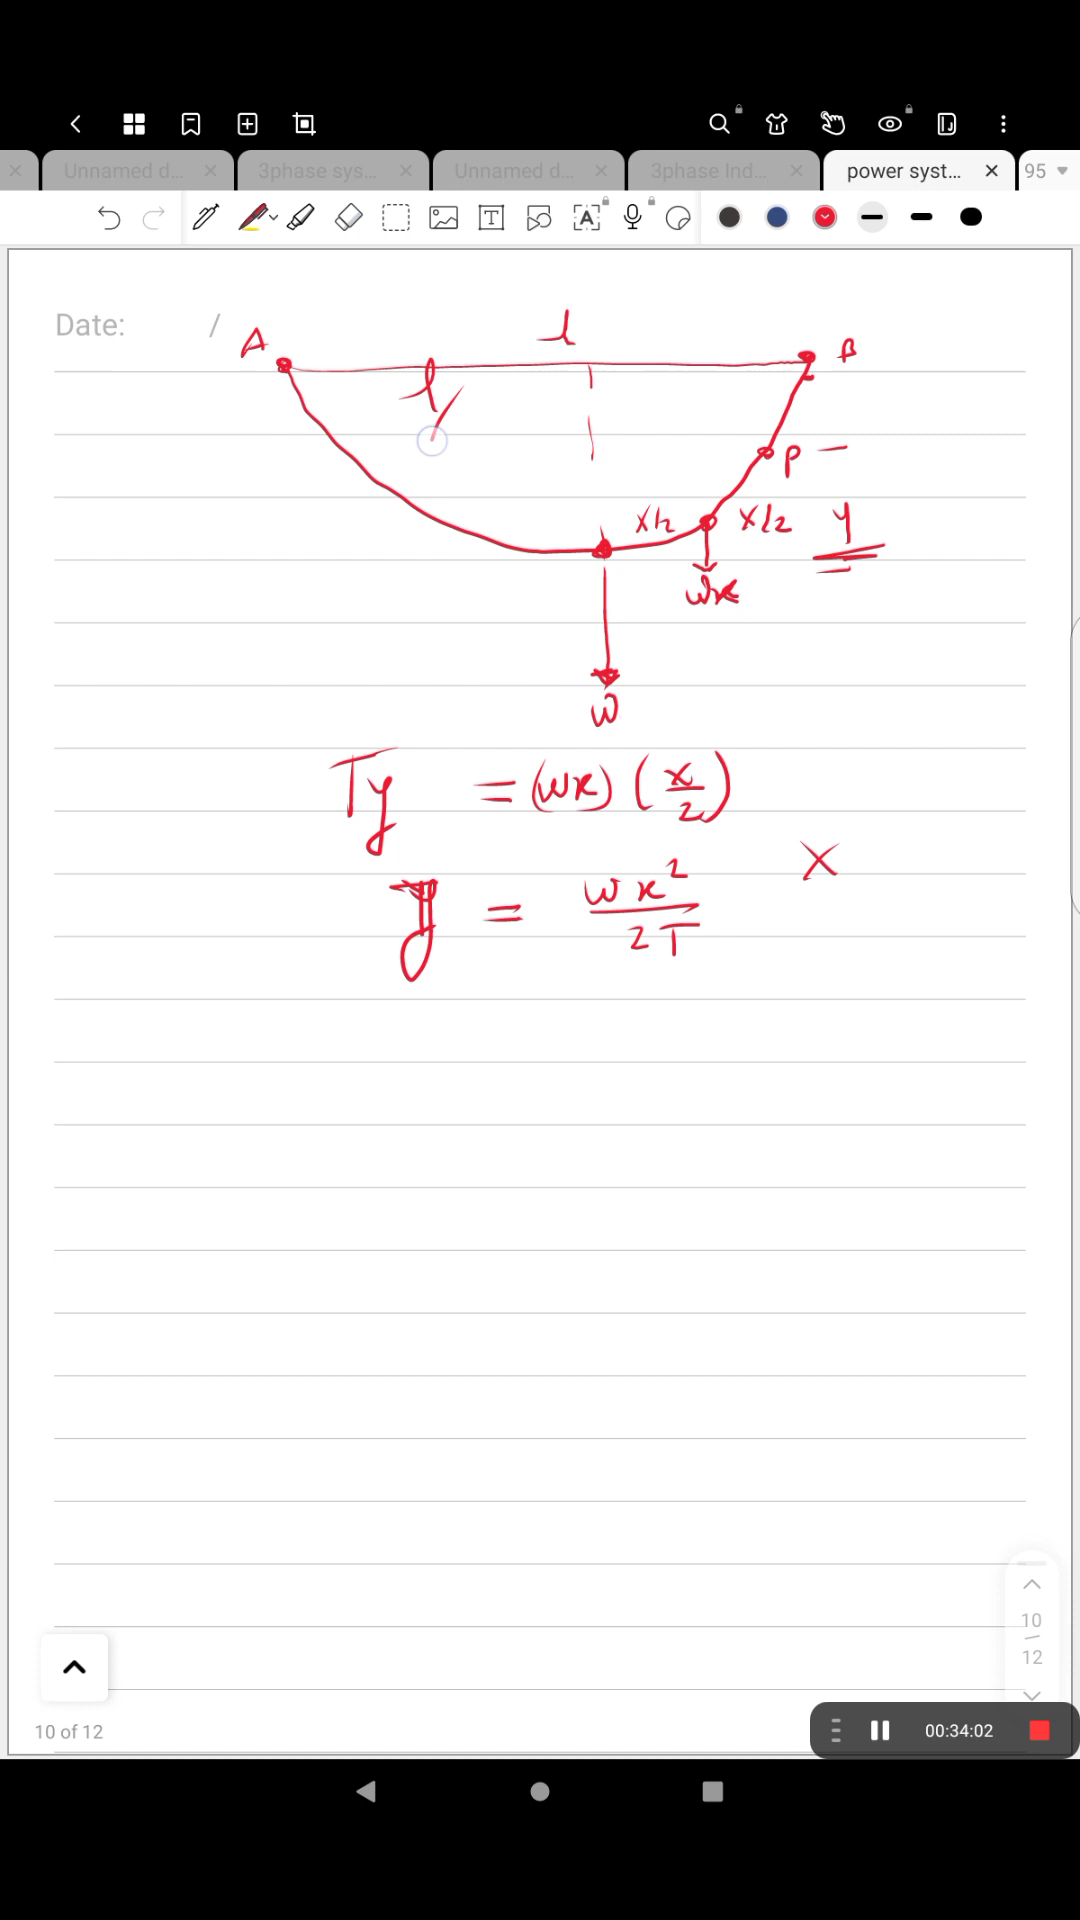 Unnamed d...
3phase sys...
Unnamed d...
3phase Ind...
power syst...
95
T
A
Date: /
l
A
B
l
P
x/2
x/2
y
wx
w
Ty = (wx) (x/2)
x
y = wx²/2T
10
12
10 of 12
00:34:02